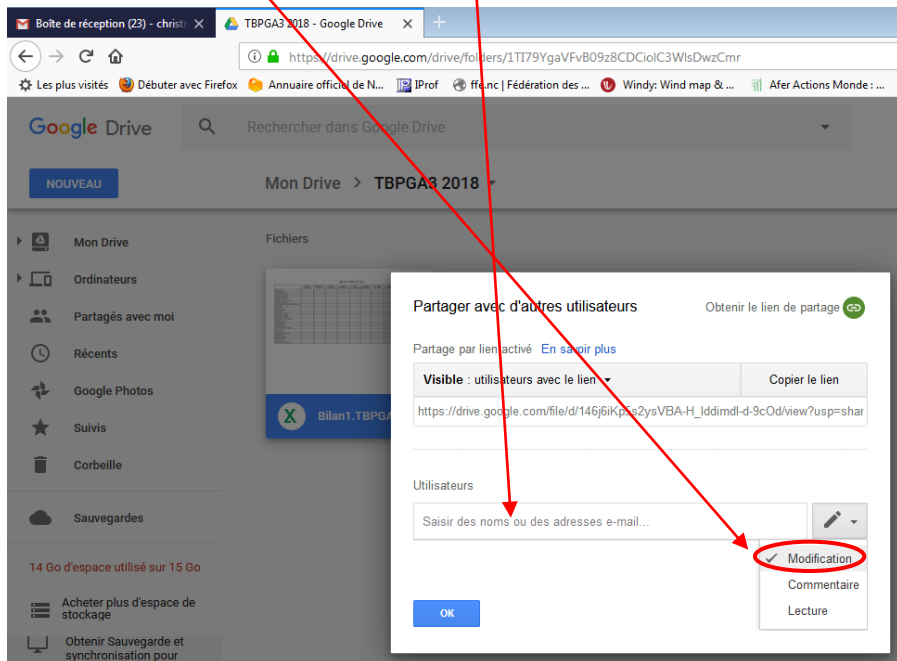 Boîte de réception (23) - christi
TBPGA3 2018 - Google Drive
https://drive.google.com/drive/folders/1TI79YgaVFvB09z8CDCiolC3WlsDwzCmr
Les plus visités Débuter avec Firefox Annuaire officiel de N... IProf ffe.nc | Fédération des ... Windy: Wind map & ... Afer Actions Monde : ...
Google Drive
Rechercher dans Google Drive
NOUVEAU
Mon Drive > TBPGA3 2018
Mon Drive
Ordinateurs
Partagés avec moi
Récents
Google Photos
Suivis
Corbeille
Sauvegardes
14 Go d'espace utilisé sur 15 Go
Acheter plus d'espace de
stockage
Obtenir Sauvegarde et
synchronisation pour
Fichiers
X Bilan1.TBPGA
Partager avec d'autres utilisateurs
Obtenir le lien de partage
Partage par lien activé En savoir plus
Visible : utilisateurs avec le lien
Copier le lien
https://drive.google.com/file/d/146j6iKp5s2ysVBA-H_lddimdl-d-9cOd/view?usp=shar
Utilisateurs
Saisir des noms ou des adresses e-mail...
Modification
Commentaire
Lecture
OK